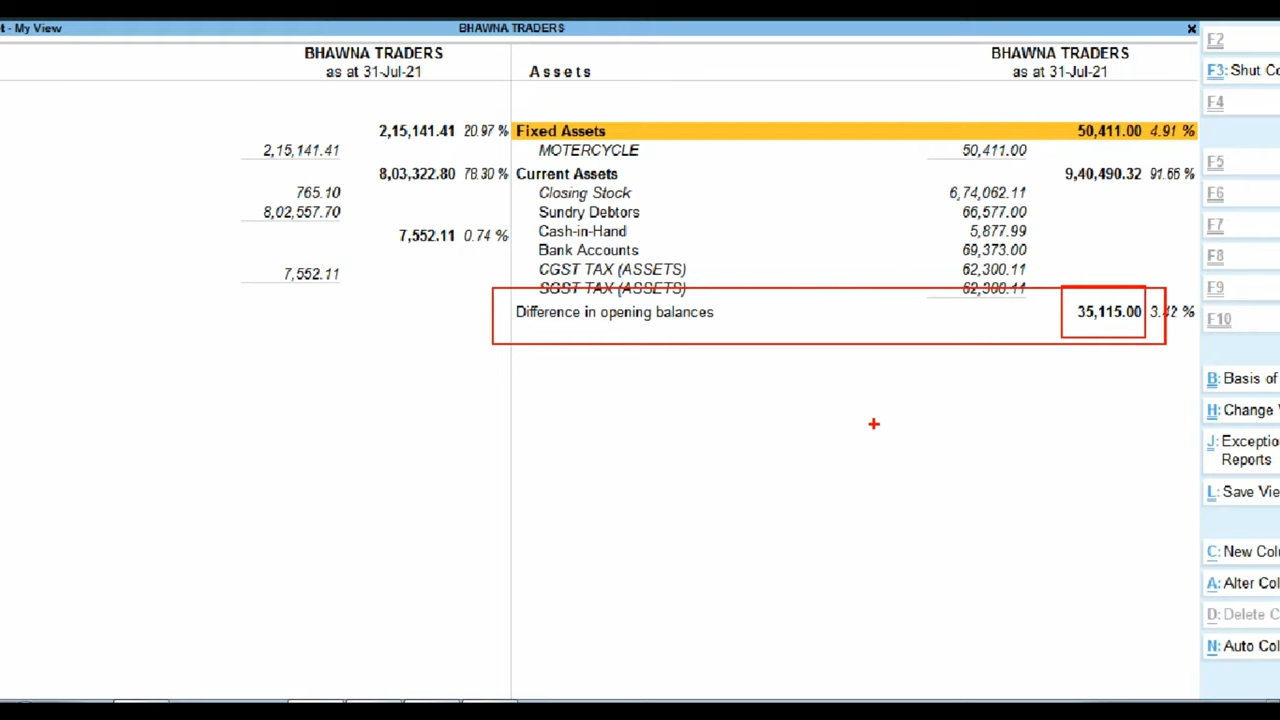 t - My View
BHAWNA TRADERS
BHAWNA TRADERS
as at 31-Jul-21
2,15,141.41 20.97 %
2,15,141.41
8,03,322.80 78.30 %
765.10
8,02,557.70
7,552.11 0.74 %
7,552.11
Assets
BHAWNA TRADERS
as at 31-Jul-21
Fixed Assets 50,411.00 4.91 %
MOTERCYCLE 50,411.00
Current Assets 9,40,490.32 91.66 %
Closing Stock 6,74,062.11
Sundry Debtors 66,577.00
Cash-in-Hand 5,877.99
Bank Accounts 69,373.00
CGST TAX (ASSETS) 62,300.11
SGST TAX (ASSETS) 62,300.11
Difference in opening balances 35,115.00 3.42 %
F2
F3: Shut Co
F4
F5
F6
F7
F8
F9
F10
B: Basis of
H: Change V
J: Exceptio
Reports
L: Save Vie
C: New Colu
A: Alter Col
D: Delete C
N: Auto Col